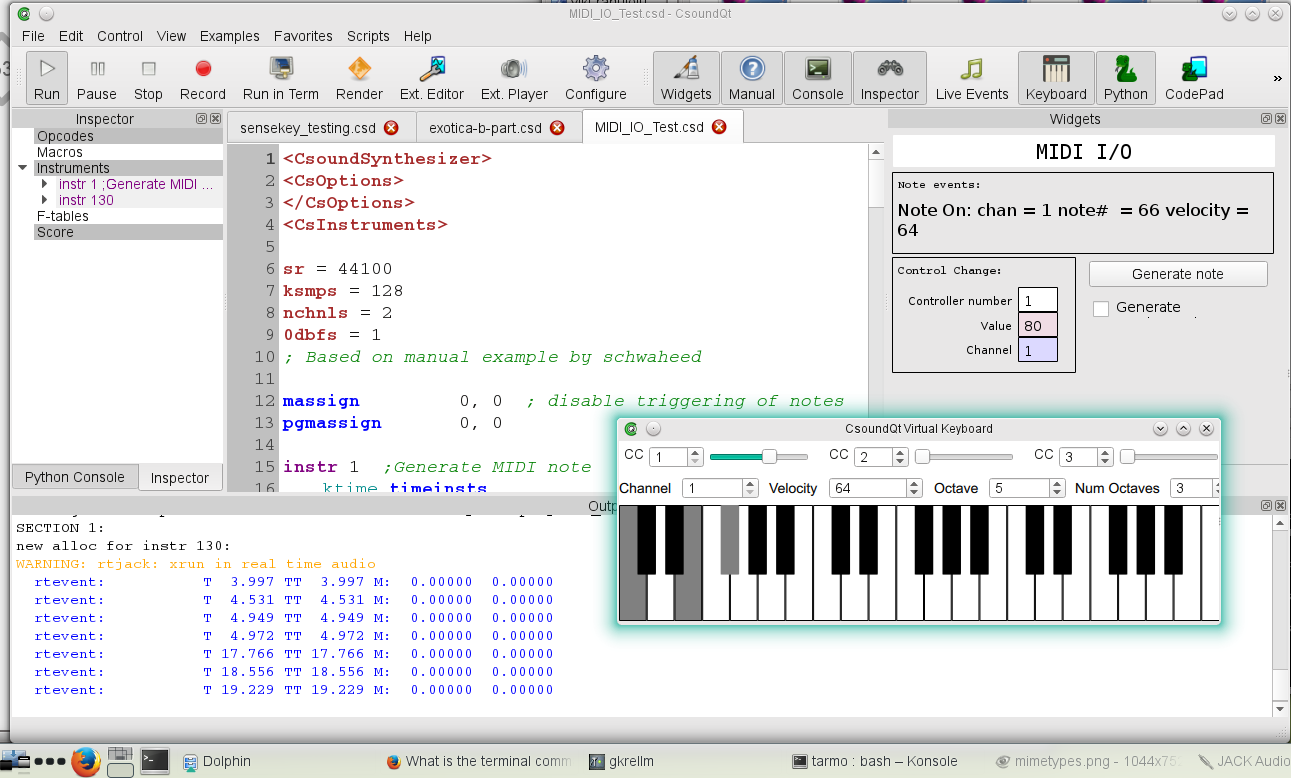 MIDI_IO_Test.csd - CsoundQt
File Edit Control View Examples Favorites Scripts Help
Run Pause Stop Record Run in Term Render Ext. Editor Ext. Player Configure Widgets Manual Console Inspector Live Events Keyboard Python CodePad »
Inspector
Opcodes
Macros
Instruments
instr 1 ;Generate MIDI ...
instr 130
F-tables
Score
Python Console Inspector
sensekey_testing.csd exotica-b-part.csd MIDI_IO_Test.csd
1 <CsoundSynthesizer>
2 <CsOptions>
3 </CsOptions>
4 <CsInstruments>
5
6 sr = 44100
7 ksmps = 128
8 nchnls = 2
9 0dbfs = 1
10 ; Based on manual example by schwaheed
11
12 massign 0, 0 ; disable triggering of notes
13 pgmassign 0, 0
14
15 instr 1 ;Generate MIDI note
16 ktime timeinsts
Widgets
MIDI I/O
Note events:
Note On: chan = 1 note# = 66 velocity =
64
Control Change:
Controller number 1
Value 80
Channel 1
Generate note
Generate
CsoundQt Virtual Keyboard
CC 1 CC 2 CC 3
Channel 1 Velocity 64 Octave 5 Num Octaves 3
SECTION 1:
new alloc for instr 130:
WARNING: rtjack: xrun in real time audio
rtevent: T 3.997 TT 3.997 M: 0.00000 0.00000
rtevent: T 4.531 TT 4.531 M: 0.00000 0.00000
rtevent: T 4.949 TT 4.949 M: 0.00000 0.00000
rtevent: T 4.972 TT 4.972 M: 0.00000 0.00000
rtevent: T 17.766 TT 17.766 M: 0.00000 0.00000
rtevent: T 18.556 TT 18.556 M: 0.00000 0.00000
rtevent: T 19.229 TT 19.229 M: 0.00000 0.00000
Dolphin What is the terminal comm gkrellm tarmo : bash – Konsole mimetypes.png - 1044x75 JACK Audio